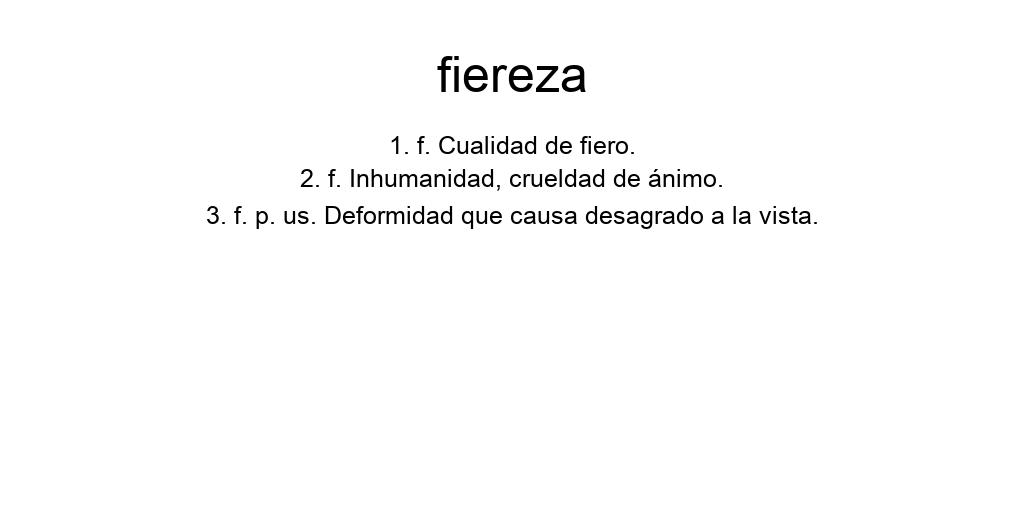 fiereza
1. f. Cualidad de fiero.
2. f. Inhumanidad, crueldad de ánimo.
3. f. p. us. Deformidad que causa desagrado a la vista.